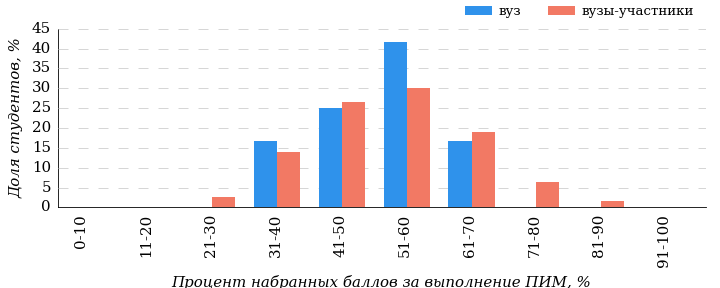 вуз вузы-участники
Доля студентов, %
45
40
35
30
25
20
15
10
5
0
0-10 11-20 21-30 31-40 41-50 51-60 61-70 71-80 81-90 91-100
Процент набранных баллов за выполнение ПИМ, %